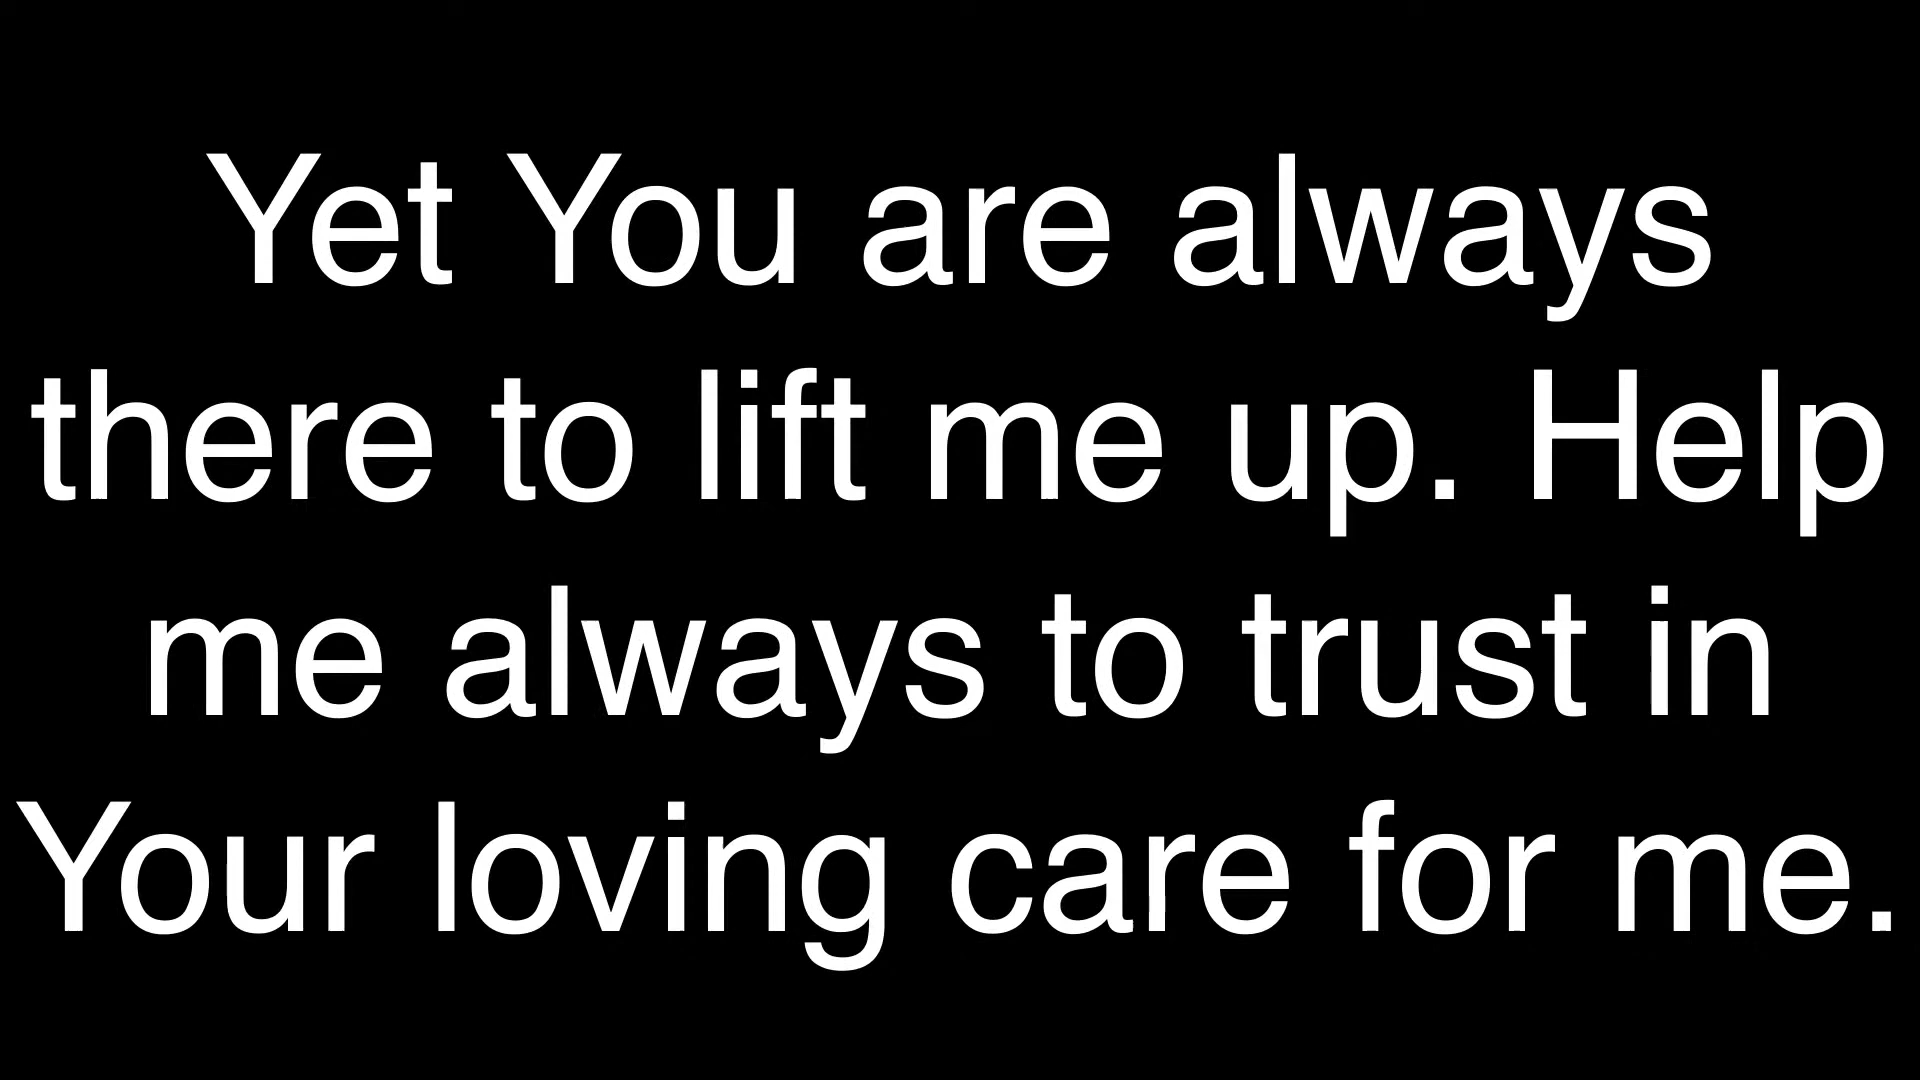 Yet You are always
there to lift me up. Help
me always to trust in
Your loving care for me.